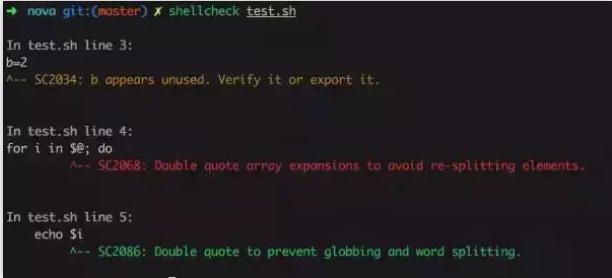 ➜ nova git:(master) ✗ shellcheck test.sh
In test.sh line 3:
b=2
^-- SC2034: b appears unused. Verify it or export it.
In test.sh line 4:
for i in $@; do
         ^-- SC2068: Double quote array expansions to avoid re-splitting elements.
In test.sh line 5:
    echo $i
         ^-- SC2086: Double quote to prevent globbing and word splitting.